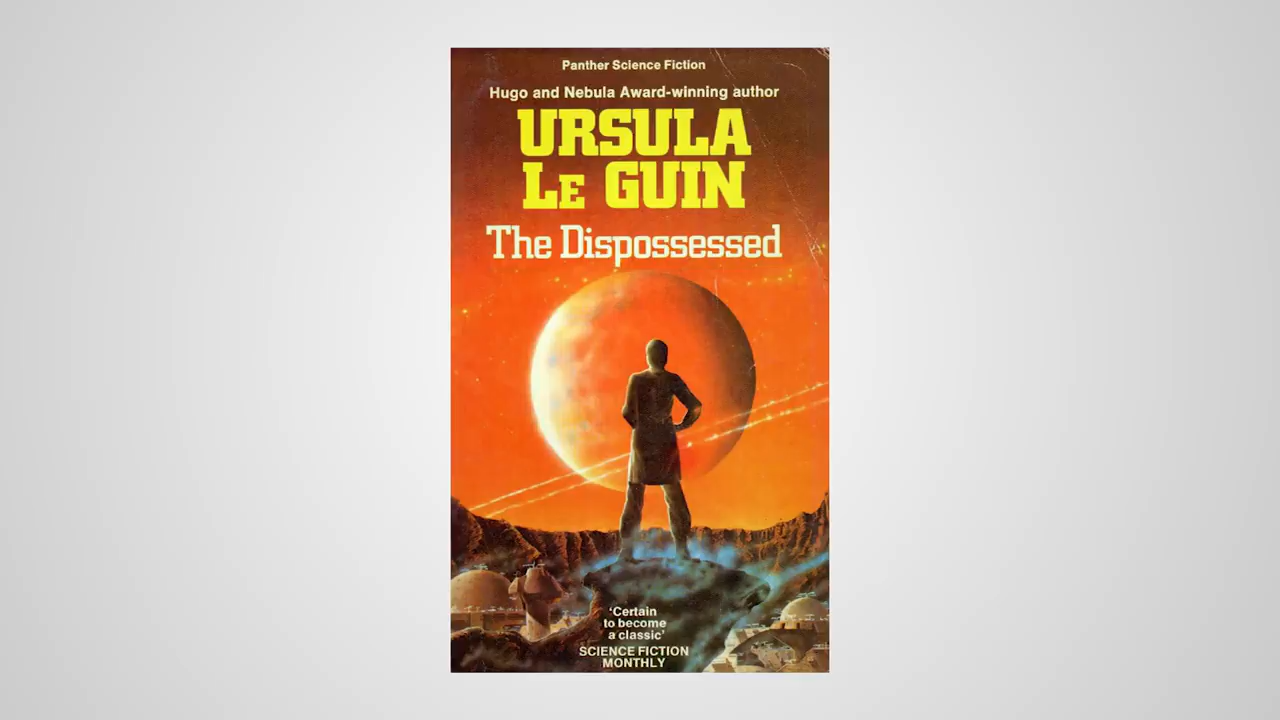 Panther Science Fiction
Hugo and Nebula Award-winning author
URSULA
LE GUIN
The Dispossessed
'Certain
to become
a classic'
SCIENCE FICTION
MONTHLY